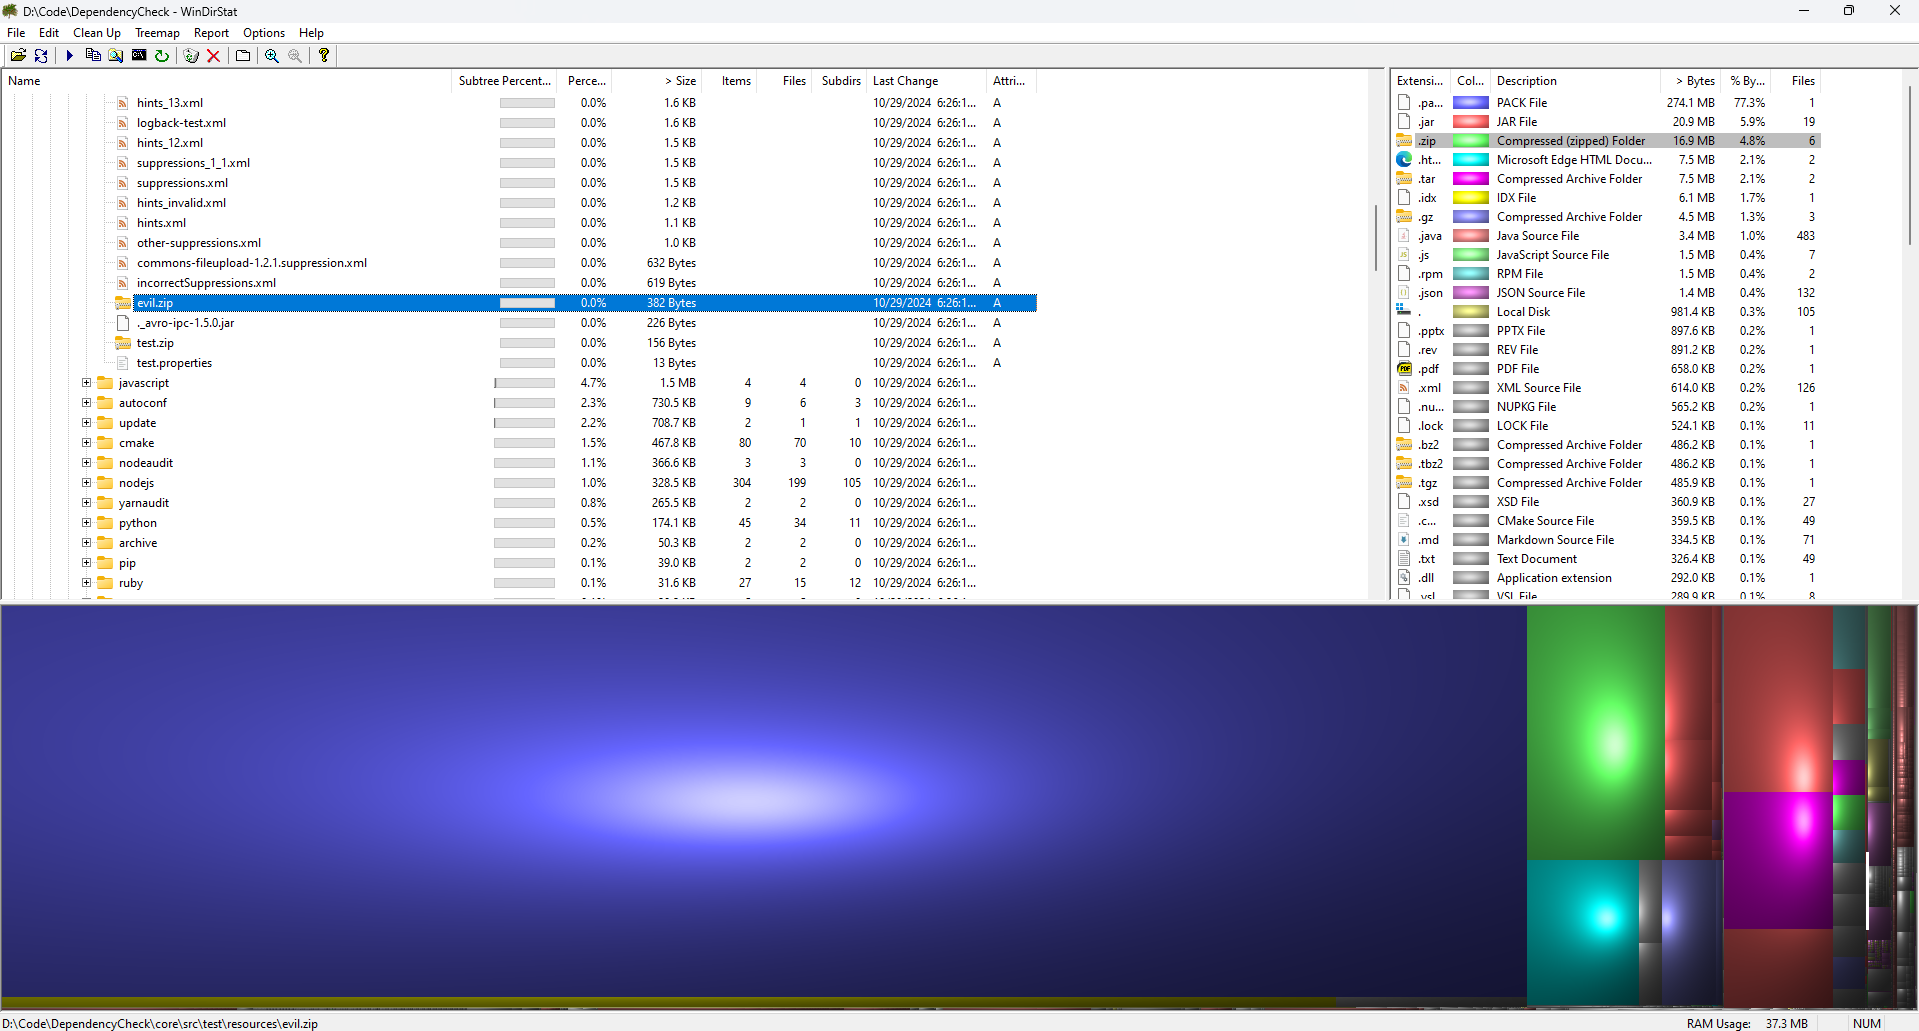 D:\Code\DependencyCheck - WinDirStat
File Edit Clean Up Treemap Report Options Help
Name Subtree Percent... Perce... > Size Items Files Subdirs Last Change Attri...
hints_13.xml 0.0% 1.6 KB 10/29/2024 6:26:1... A
logback-test.xml 0.0% 1.6 KB 10/29/2024 6:26:1... A
hints_12.xml 0.0% 1.5 KB 10/29/2024 6:26:1... A
suppressions_1_1.xml 0.0% 1.5 KB 10/29/2024 6:26:1... A
suppressions.xml 0.0% 1.5 KB 10/29/2024 6:26:1... A
hints_invalid.xml 0.0% 1.2 KB 10/29/2024 6:26:1... A
hints.xml 0.0% 1.1 KB 10/29/2024 6:26:1... A
other-suppressions.xml 0.0% 1.0 KB 10/29/2024 6:26:1... A
commons-fileupload-1.2.1.suppression.xml 0.0% 632 Bytes 10/29/2024 6:26:1... A
incorrectSuppressions.xml 0.0% 619 Bytes 10/29/2024 6:26:1... A
evil.zip 0.0% 382 Bytes 10/29/2024 6:26:1... A
._avro-ipc-1.5.0.jar 0.0% 226 Bytes 10/29/2024 6:26:1... A
test.zip 0.0% 156 Bytes 10/29/2024 6:26:1... A
test.properties 0.0% 13 Bytes 10/29/2024 6:26:1... A
javascript 4.7% 1.5 MB 4 4 0 10/29/2024 6:26:1...
autoconf 2.3% 730.5 KB 9 6 3 10/29/2024 6:26:1...
update 2.2% 708.7 KB 2 1 1 10/29/2024 6:26:1...
cmake 1.5% 467.8 KB 80 70 10 10/29/2024 6:26:1...
nodeaudit 1.1% 366.6 KB 3 3 0 10/29/2024 6:26:1...
nodejs 1.0% 328.5 KB 304 199 105 10/29/2024 6:26:1...
yarnaudit 0.8% 265.5 KB 2 2 0 10/29/2024 6:26:1...
python 0.5% 174.1 KB 45 34 11 10/29/2024 6:26:1...
archive 0.2% 50.3 KB 2 2 0 10/29/2024 6:26:1...
pip 0.1% 39.0 KB 2 2 0 10/29/2024 6:26:1...
ruby 0.1% 31.6 KB 27 15 12 10/29/2024 6:26:1...
Extensi... Col... Description > Bytes % By... Files
.pa... PACK File 274.1 MB 77.3% 1
.jar JAR File 20.9 MB 5.9% 19
.zip Compressed (zipped) Folder 16.9 MB 4.8% 6
.ht... Microsoft Edge HTML Docu... 7.5 MB 2.1% 2
.tar Compressed Archive Folder 7.5 MB 2.1% 2
.idx IDX File 6.1 MB 1.7% 1
.gz Compressed Archive Folder 4.5 MB 1.3% 3
.java Java Source File 3.4 MB 1.0% 483
.js JavaScript Source File 1.5 MB 0.4% 7
.rpm RPM File 1.5 MB 0.4% 2
.json JSON Source File 1.4 MB 0.4% 132
. Local Disk 981.4 KB 0.3% 105
.pptx PPTX File 897.6 KB 0.2% 1
.rev REV File 891.2 KB 0.2% 1
.pdf PDF File 658.0 KB 0.2% 1
.xml XML Source File 614.0 KB 0.2% 126
.nu... NUPKG File 565.2 KB 0.2% 1
.lock LOCK File 524.1 KB 0.1% 11
.bz2 Compressed Archive Folder 486.2 KB 0.1% 1
.tbz2 Compressed Archive Folder 486.2 KB 0.1% 1
.tgz Compressed Archive Folder 485.9 KB 0.1% 1
.xsd XSD File 360.9 KB 0.1% 27
.c... CMake Source File 359.5 KB 0.1% 49
.md Markdown Source File 334.5 KB 0.1% 71
.txt Text Document 326.4 KB 0.1% 49
.dll Application extension 292.0 KB 0.1% 1
.vsl VSL File 289.9 KB 0.1% 8
D:\Code\DependencyCheck\core\src\test\resources\evil.zip
RAM Usage: 37.3 MB NUM